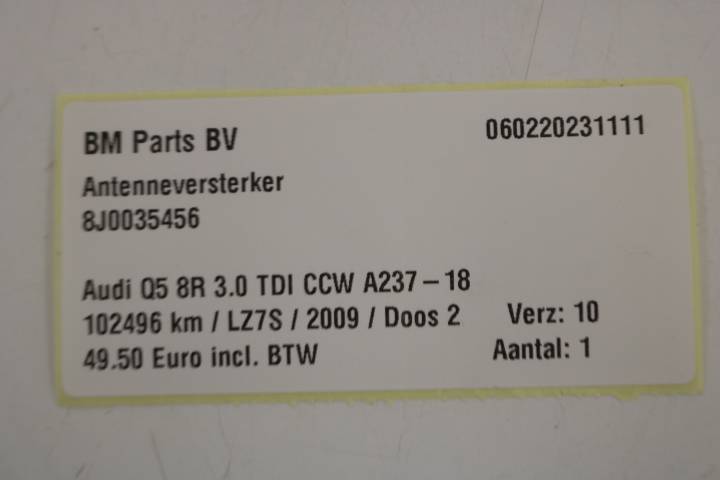 BM Parts BV 060220231111
Antenneversterker
8J0035456
Audi Q5 8R 3.0 TDI CCW A237-18
102496 km / LZ7S / 2009 / Doos 2 Verz: 10
49.50 Euro incl. BTW Aantal: 1